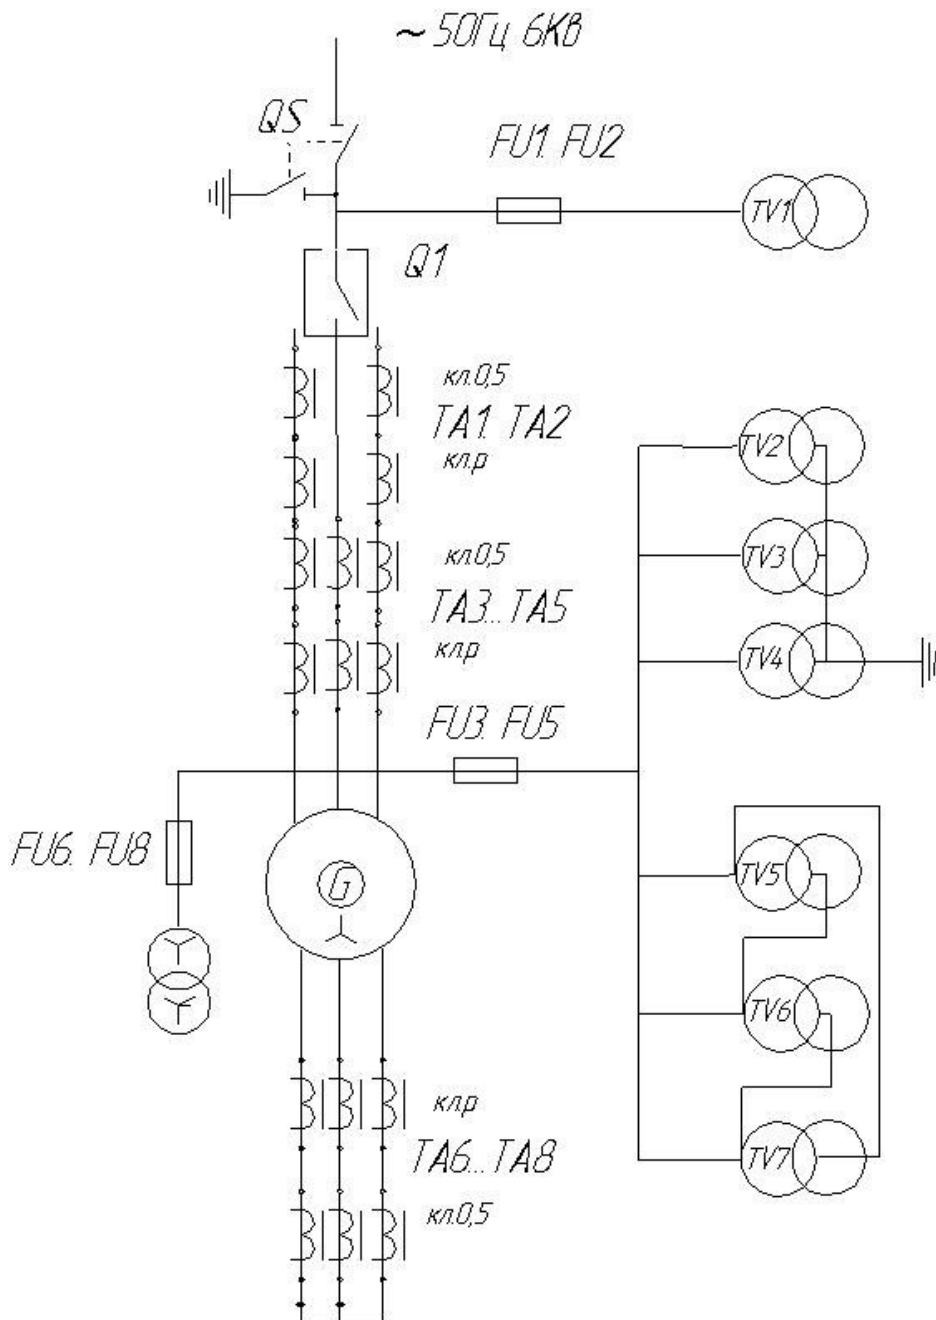 ~ 50Гц 6Кв
QS
FU1. FU2
TV1
Q1
кл.0,5
TA1. TA2
кл.р
TV2
кл.0,5
TV3
TA3...TA5
кл.р
TV4
FU3. FU5
FU6. FU8
TV5
G
TV6
кл.р
TA6...TA8
TV7
кл.0,5